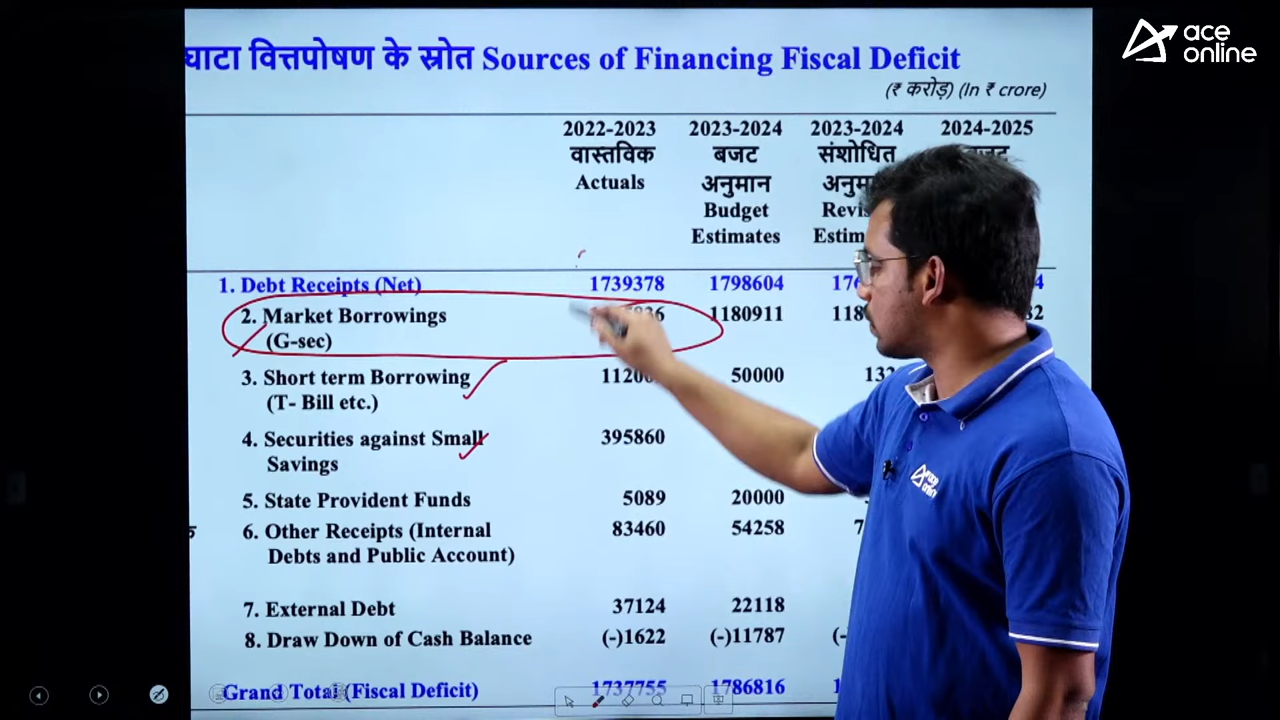 ace
online
घाटा वित्तपोषण के स्रोत Sources of Financing Fiscal Deficit
(₹ करोड़) (In ₹ crore)
2022-2023 2023-2024 2023-2024 2024-2025
वास्तविक बजट संशोधित
Actuals अनुमान
Budget
Estimates
1. Debt Receipts (Net) 1739378 1798604
2. Market Borrowings 1180911
(G-sec)
3. Short term Borrowing 50000
(T- Bill etc.)
4. Securities against Small 395860
Savings
5. State Provident Funds 5089 20000
6. Other Receipts (Internal 83460 54258
Debts and Public Account)
7. External Debt 37124 22118
8. Draw Down of Cash Balance (-)1622 (-)11787
Grand Total (Fiscal Deficit) 1737755 1786816
ace
online